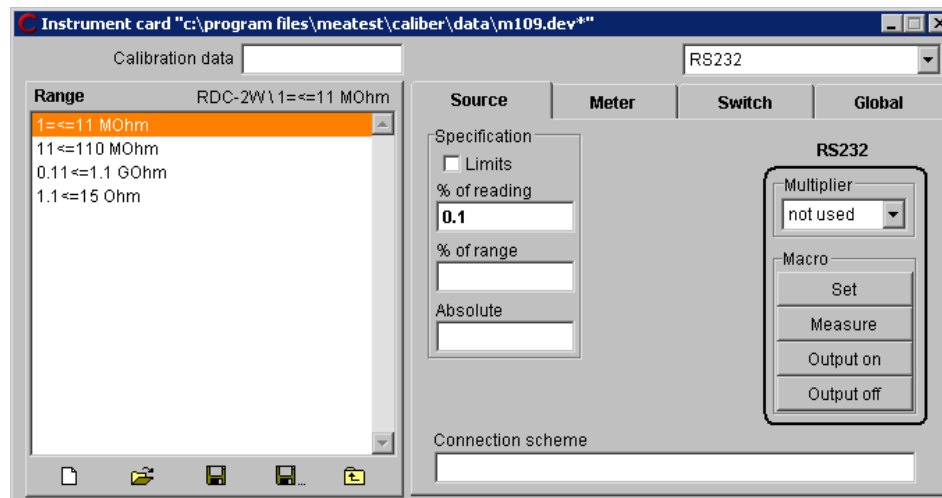 Instrument card "c:\program files\meatest\caliber\data\m109.dev*"
Calibration data
RS232
Range RDC-2W\1=<=11 MOhm
1=<=11 MOhm
11<=110 MOhm
0.11<=1.1 GOhm
1.1<=15 Ohm
Source Meter Switch Global
Specification
Limits
% of reading
0.1
% of range
Absolute
RS232
Multiplier
not used
Macro
Set
Measure
Output on
Output off
Connection scheme